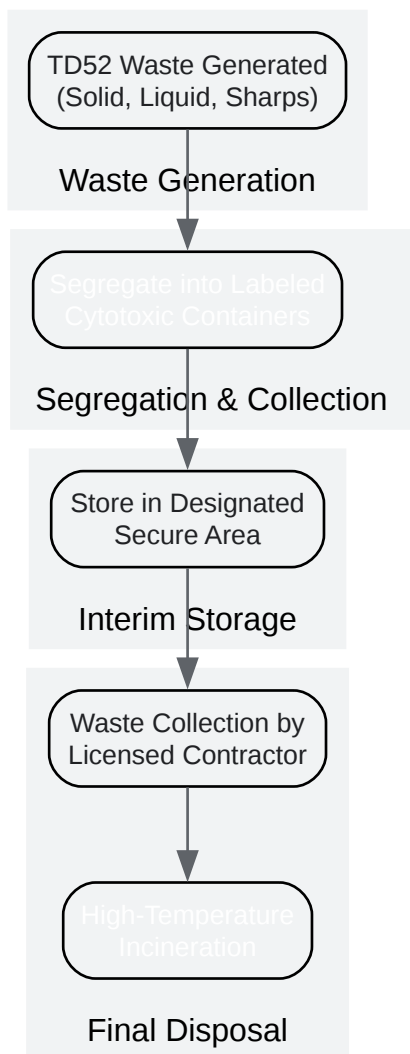 TD52 Waste Generated
(Solid, Liquid, Sharps)
Waste Generation
Segregate into Labeled
Cytotoxic Containers
Segregation & Collection
Store in Designated
Secure Area
Interim Storage
Waste Collection by
Licensed Contractor
High-Temperature
Incineration
Final Disposal